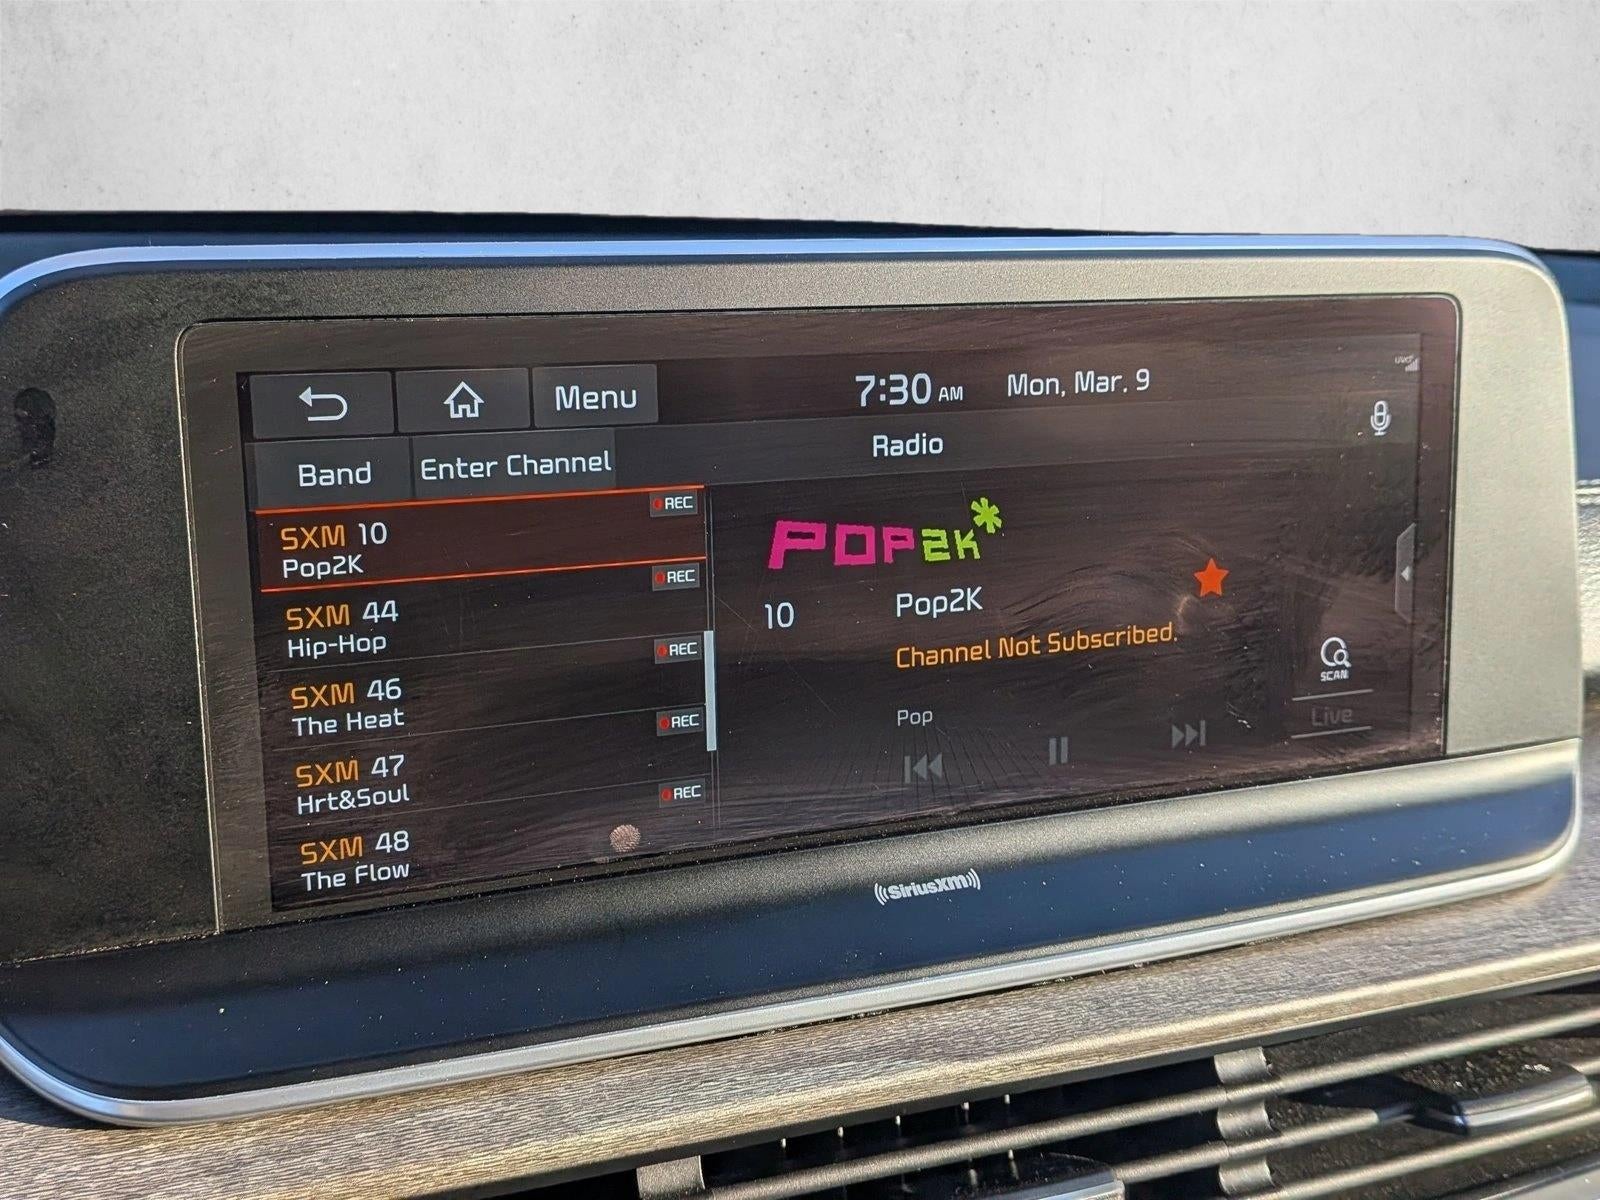 UVO
7:30 AM Mon, Mar. 9
Menu
Radio
Band Enter Channel
REC
SXM 10
Pop2K
REC
SXM 44
Hip-Hop
REC
SXM 46
The Heat
REC
SXM 47
Hrt&Soul
REC
SXM 48
The Flow
POP2K*
10 Pop2K
Channel Not Subscribed.
Pop
SCAN
Live
SiriusXM